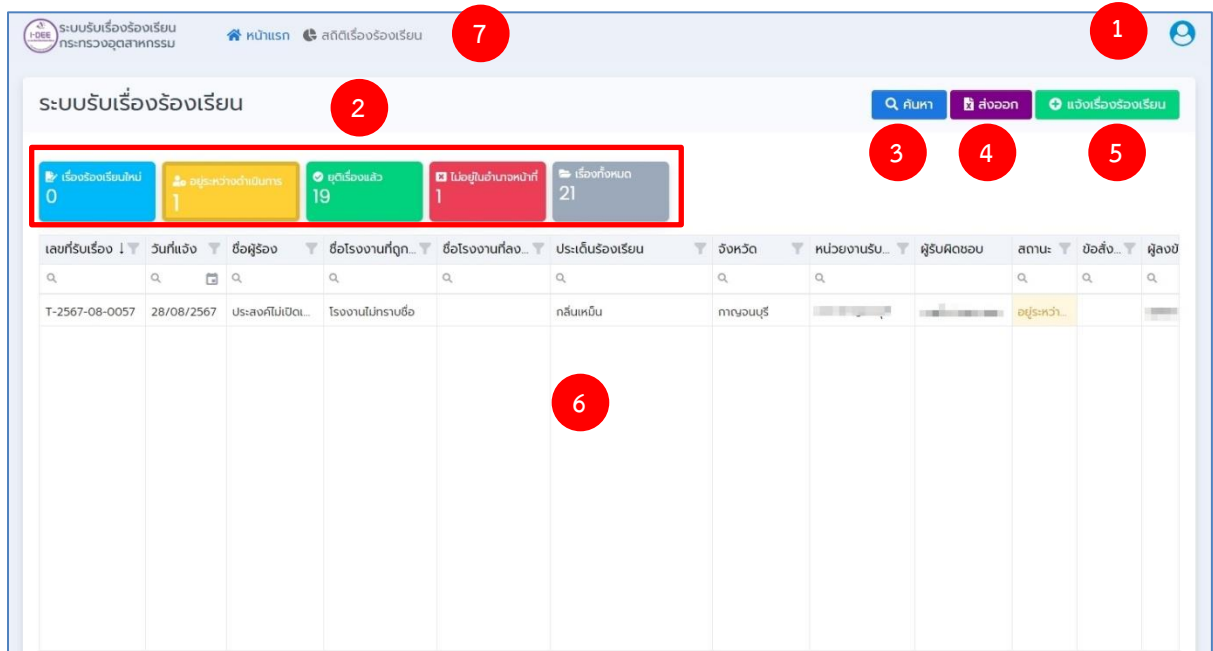 I-DEE
ระบบรับเรื่องร้องเรียน
กระทรวงอุตสาหกรรม
หน้าแรก สถิติเรื่องร้องเรียน 7 1
ระบบรับเรื่องร้องเรียน 2 ค้นหา ส่งออก แจ้งเรื่องร้องเรียน
3 4 5
เรื่องร้องเรียนใหม่ อยู่ระหว่างดำเนินการ ยุติเรื่องแล้ว ไม่อยู่ในอำนาจหน้าที่ เรื่องทั้งหมด
0 1 19 1 21
เลขที่รับเรื่อง ↓ วันที่แจ้ง ชื่อผู้ร้อง ชื่อโรงงานที่ถูก... ชื่อโรงงานที่ลง... ประเด็นร้องเรียน จังหวัด หน่วยงานรับ... ผู้รับผิดชอบ สถานะ ข้อสั่ง... ผู้ลงข้
T-2567-08-0057 28/08/2567 ประสงค์ไม่เปิดเ... โรงงานไม่ทราบชื่อ กลิ่นเหม็น กาญจนบุรี อยู่ระหว่า...
6